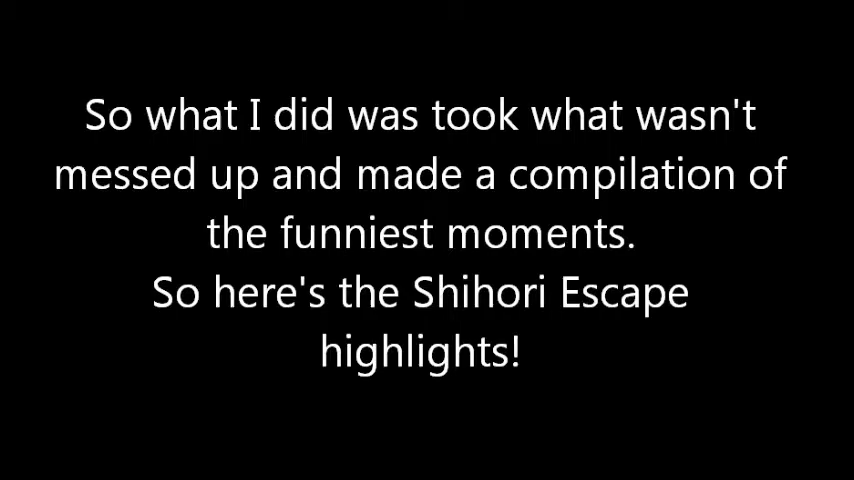 So what I did was took what wasn't
messed up and made a compilation of
the funniest moments.
So here's the Shihori Escape
highlights!